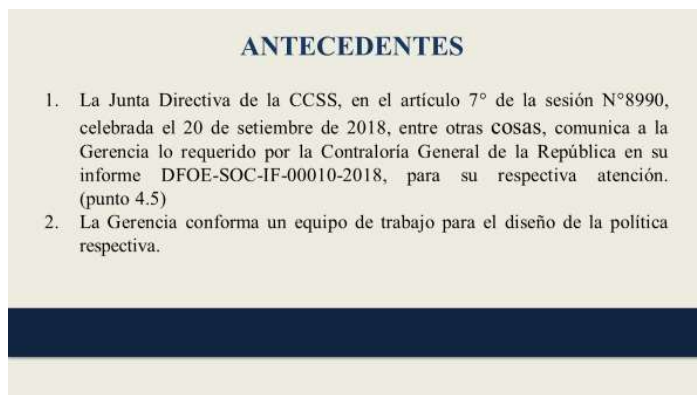 ANTECEDENTES
1. La Junta Directiva de la CCSS, en el artículo 7° de la sesión N°8990,
celebrada el 20 de setiembre de 2018, entre otras cosas, comunica a la
Gerencia lo requerido por la Contraloría General de la República en su
informe DFOE-SOC-IF-00010-2018, para su respectiva atención.
(punto 4.5)
2. La Gerencia conforma un equipo de trabajo para el diseño de la política
respectiva.